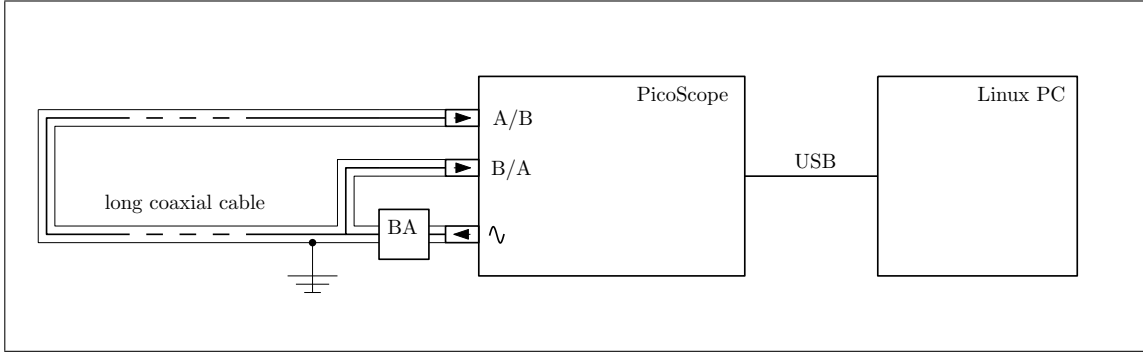 PicoScope
Linux PC
A/B
B/A
USB
long coaxial cable
BA